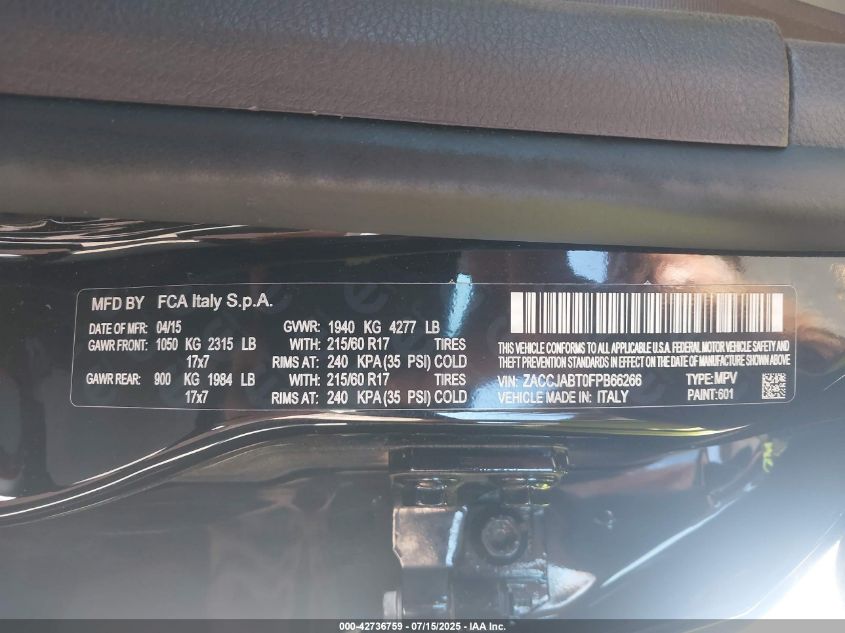 MFD BY FCA Italy S.p.A.
DATE OF MFR: 04/15 GVWR: 1940 KG 4277 LB
GAWR FRONT: 1050 KG 2315 LB WITH: 215/60 R17 TIRES
17x7 RIMS AT: 240 KPA (35 PSI) COLD
GAWR REAR: 900 KG 1984 LB WITH: 215/60 R17 TIRES
17x7 RIMS AT: 240 KPA (35 PSI) COLD
THIS VEHICLE CONFORMS TO ALL APPLICABLE U.S.A. FEDERAL MOTOR VEHICLE SAFETY AND
THEFT PREVENTION STANDARDS IN EFFECT ON THE DATE OF MANUFACTURE SHOWN ABOVE
VIN: ZACCJABT0FPB66266 TYPE: MPV
VEHICLE MADE IN: ITALY PAINT: 601
000-42736759 - 07/15/2025 - IAA Inc.